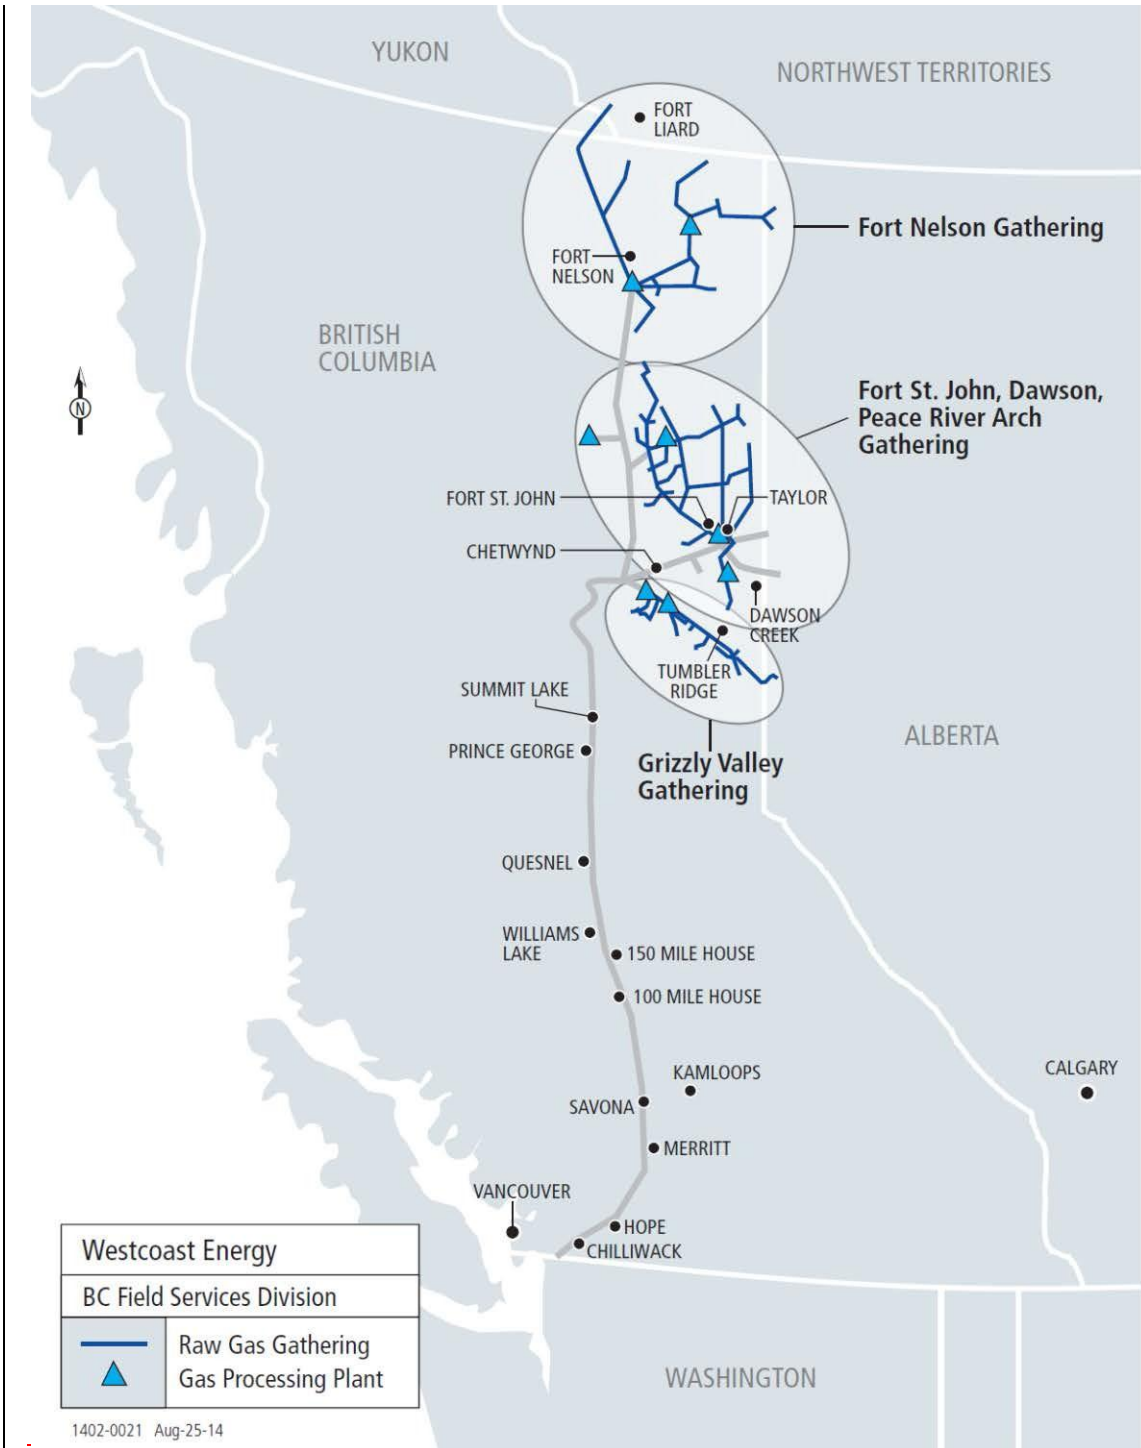 YUKON
NORTHWEST TERRITORIES
FORT
LIARD
Fort Nelson Gathering
FORT
NELSON
BRITISH
COLUMBIA
N
Fort St. John, Dawson,
Peace River Arch
Gathering
FORT ST. JOHN
TAYLOR
CHETWYND
DAWSON
CREEK
TUMBLER
RIDGE
SUMMIT LAKE
ALBERTA
PRINCE GEORGE
Grizzly Valley
Gathering
QUESNEL
WILLIAMS
LAKE
150 MILE HOUSE
100 MILE HOUSE
KAMLOOPS
CALGARY
SAVONA
MERRITT
VANCOUVER
HOPE
CHILLIWACK
Westcoast Energy
BC Field Services Division
Raw Gas Gathering
Gas Processing Plant
WASHINGTON
1402-0021 Aug-25-14